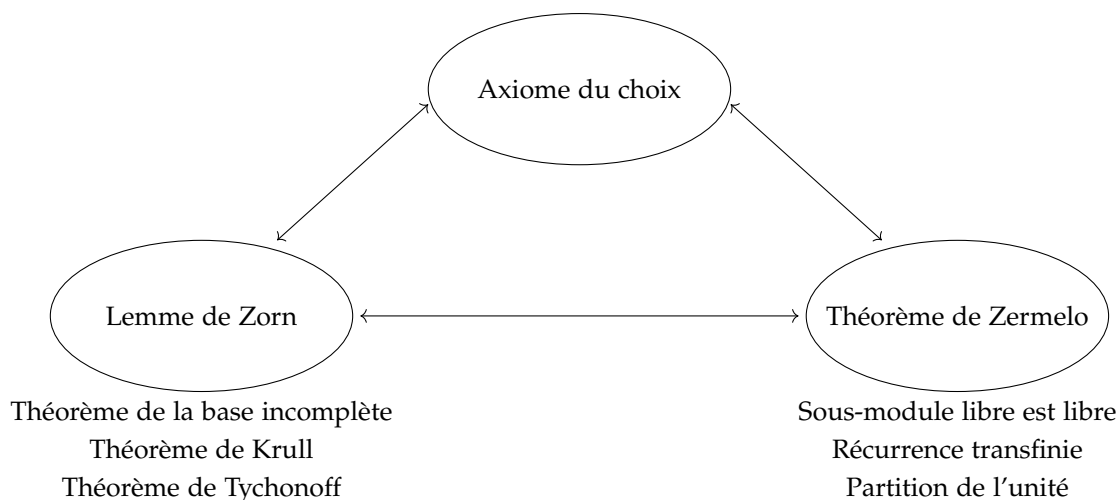 Axiome du choix
Lemme de Zorn
Théorème de Zermelo
Théorème de la base incomplète
Théorème de Krull
Théorème de Tychonoff
Sous-module libre est libre
Récurrence transfinie
Partition de l'unité